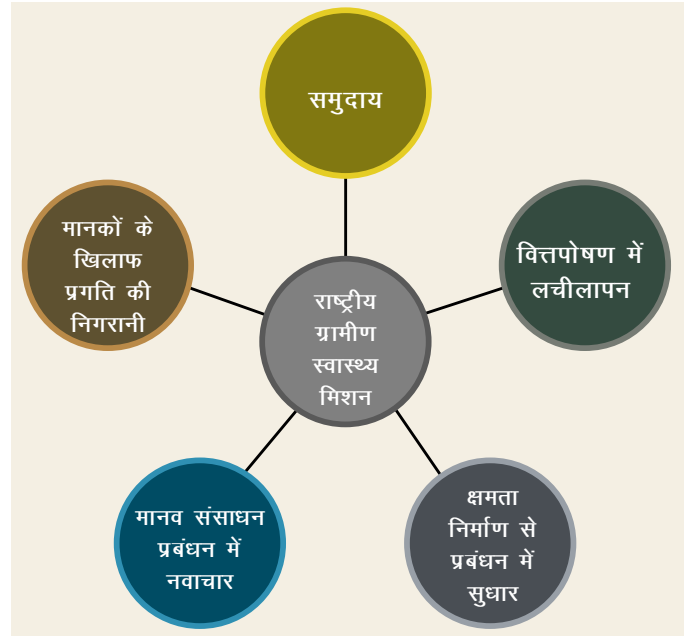 समुदाय
मानकों के
खिलाफ
प्रगति की
निगरानी
वित्तपोषण में
लचीलापन
राष्ट्रीय
ग्रामीण
स्वास्थ्य
मिशन
मानव संसाधन
प्रबंधन में
नवाचार
क्षमता
निर्माण से
प्रबंधन में
सुधार